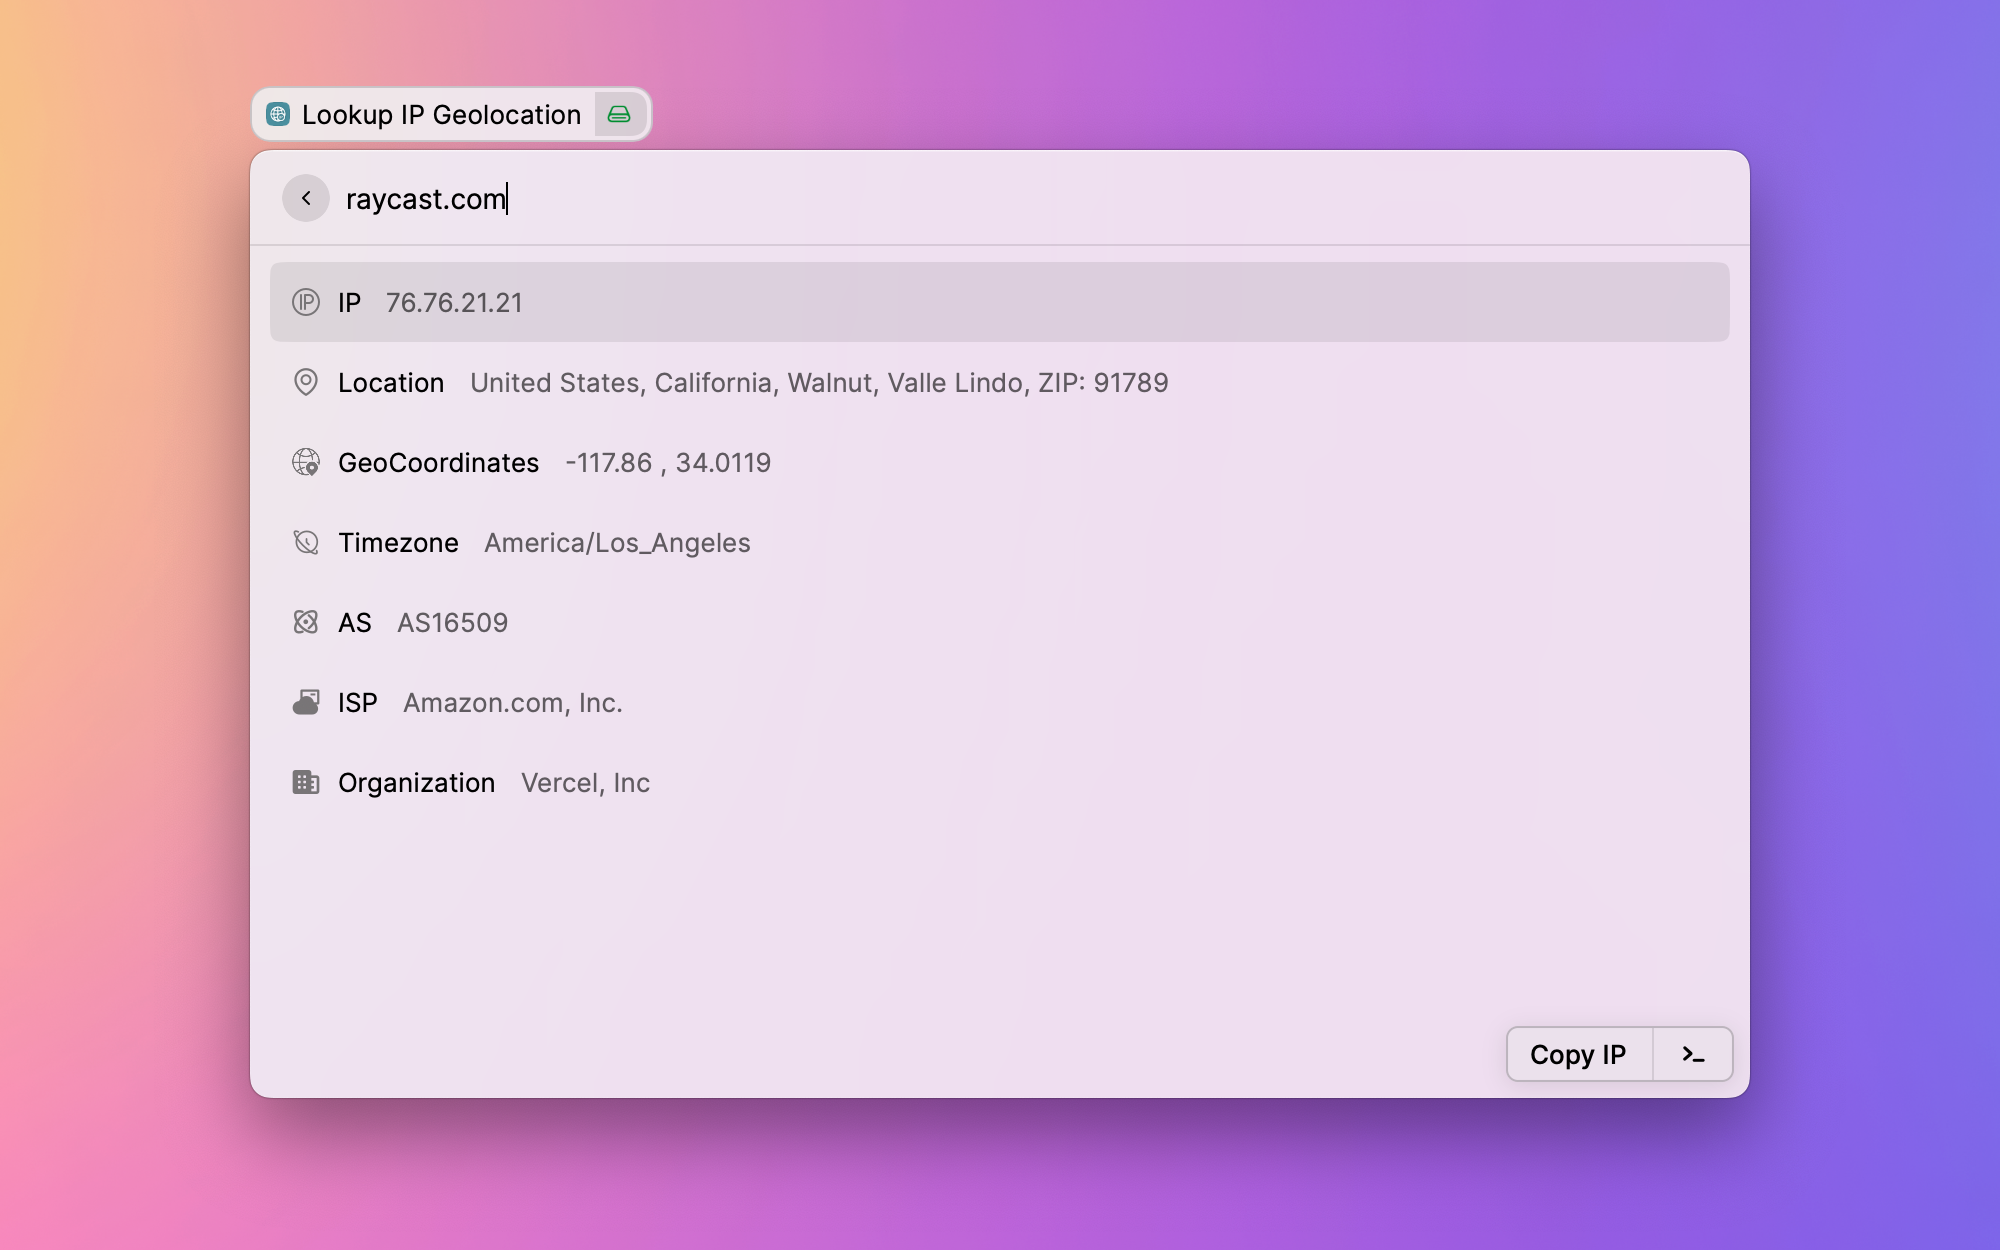 Lookup IP Geolocation
raycast.com
IP 76.76.21.21
Location United States, California, Walnut, Valle Lindo, ZIP: 91789
GeoCoordinates -117.86 , 34.0119
Timezone America/Los_Angeles
AS AS16509
ISP Amazon.com, Inc.
Organization Vercel, Inc
Copy IP